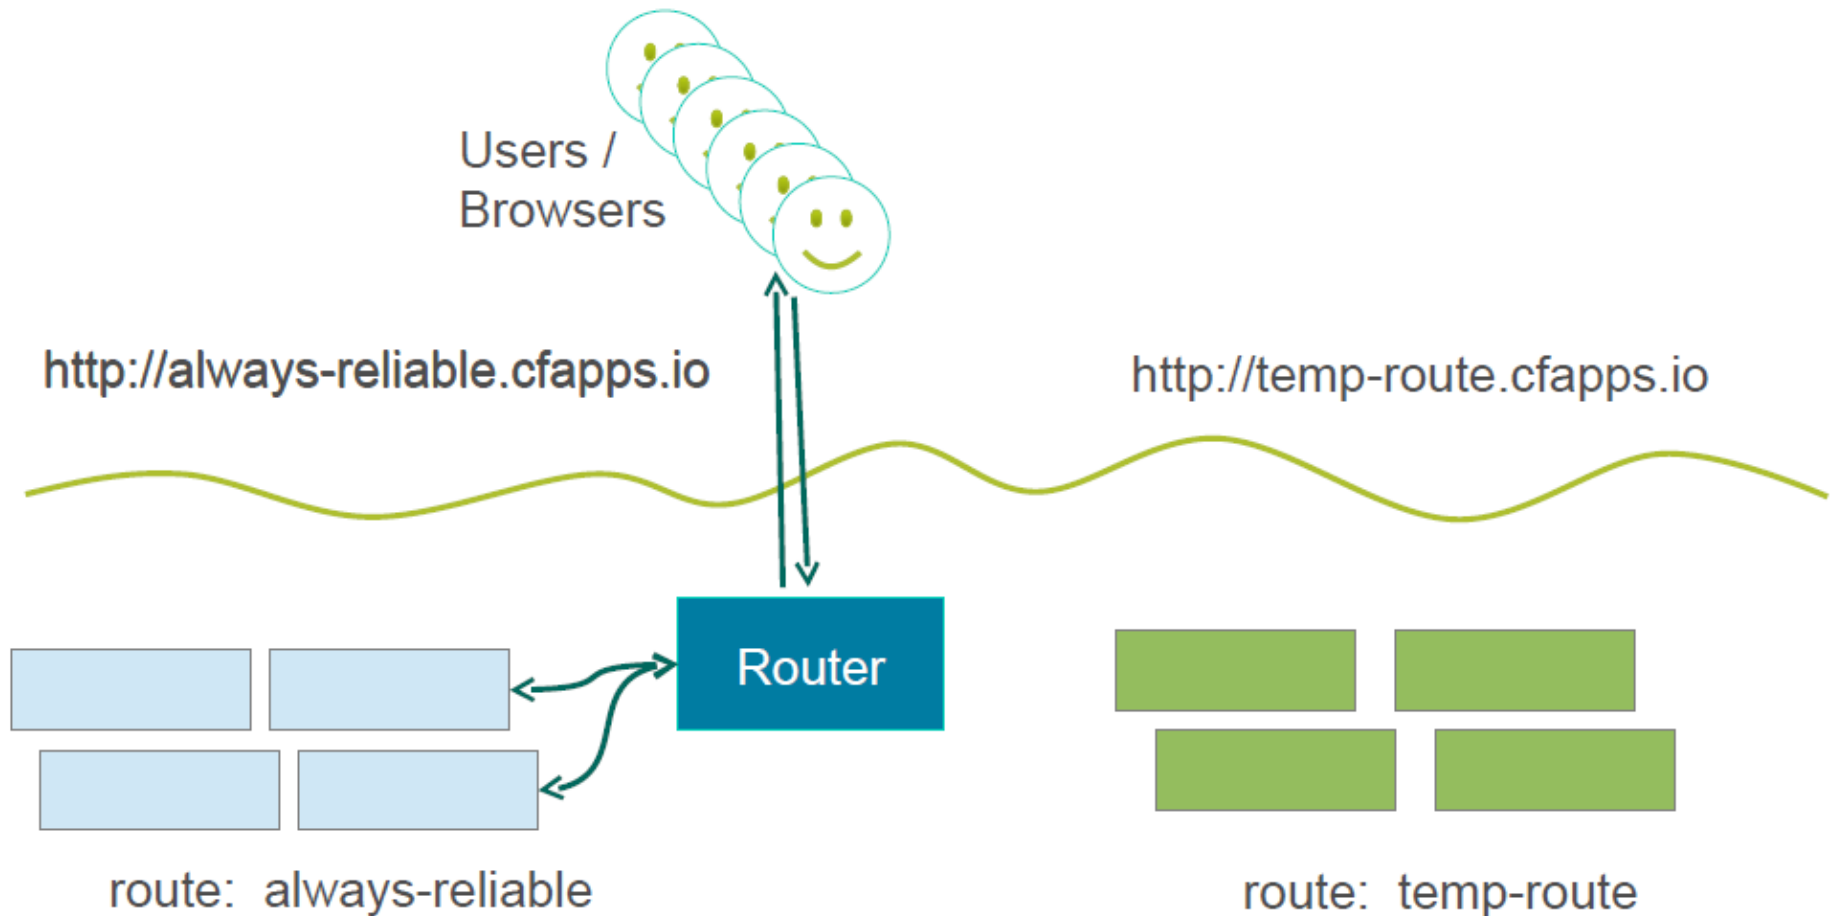 Users /
Browsers
http://always-reliable.cfapps.io
http://temp-route.cfapps.io
Router
route: always-reliable
route: temp-route